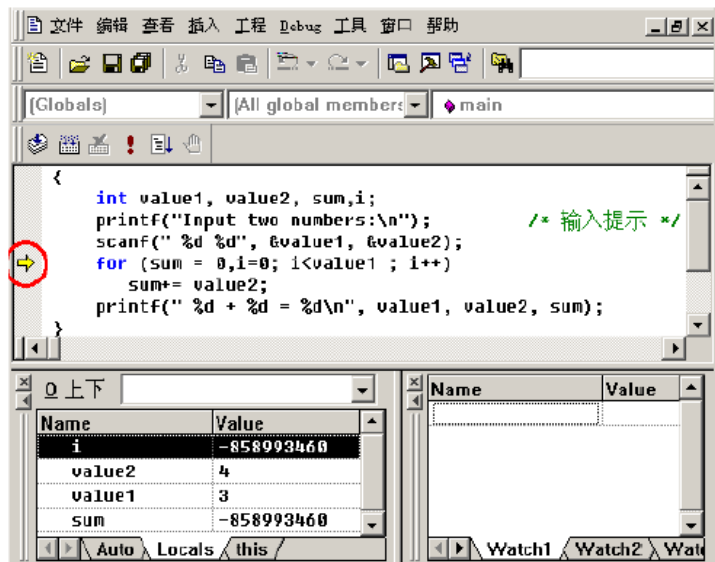 文件 编辑 查看 插入 工程 Debug 工具 窗口 帮助
(Globals) (All global members main
{
int value1, value2, sum,i;
printf("Input two numbers:\n"); /* 输入提示 */
scanf(" %d %d", &value1, &value2);
for (sum = 0,i=0; i<value1 ; i++)
sum+= value2;
printf(" %d + %d = %d\n", value1, value2, sum);
}
O 上下
Name Value
i -858993460
value2 4
value1 3
sum -858993460
Auto Locals this
Name Value
Watch1 Watch2 Wat